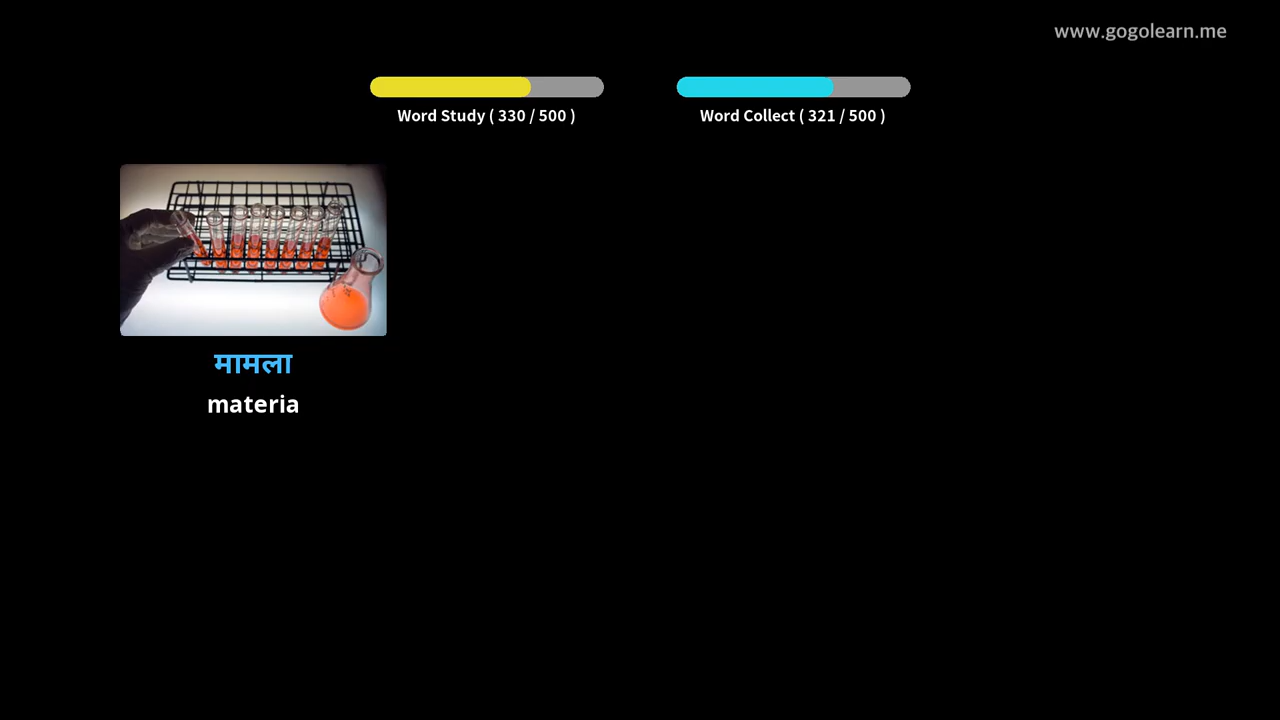 www.gogolearn.me
Word Study ( 330 / 500 )
Word Collect ( 321 / 500 )
मामला
materia